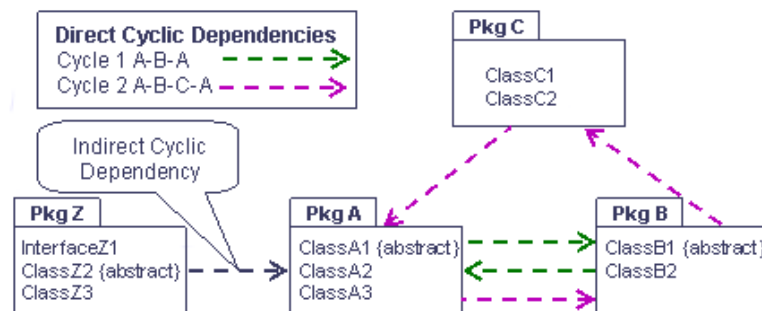 Direct Cyclic Dependencies
Cycle 1 A-B-A
Cycle 2 A-B-C-A
Pkg C
ClassC1
ClassC2
Indirect Cyclic
Dependency
Pkg Z
InterfaceZ1
ClassZ2 {abstract}
ClassZ3
Pkg A
ClassA1 {abstract}
ClassA2
ClassA3
Pkg B
ClassB1 {abstract}
ClassB2